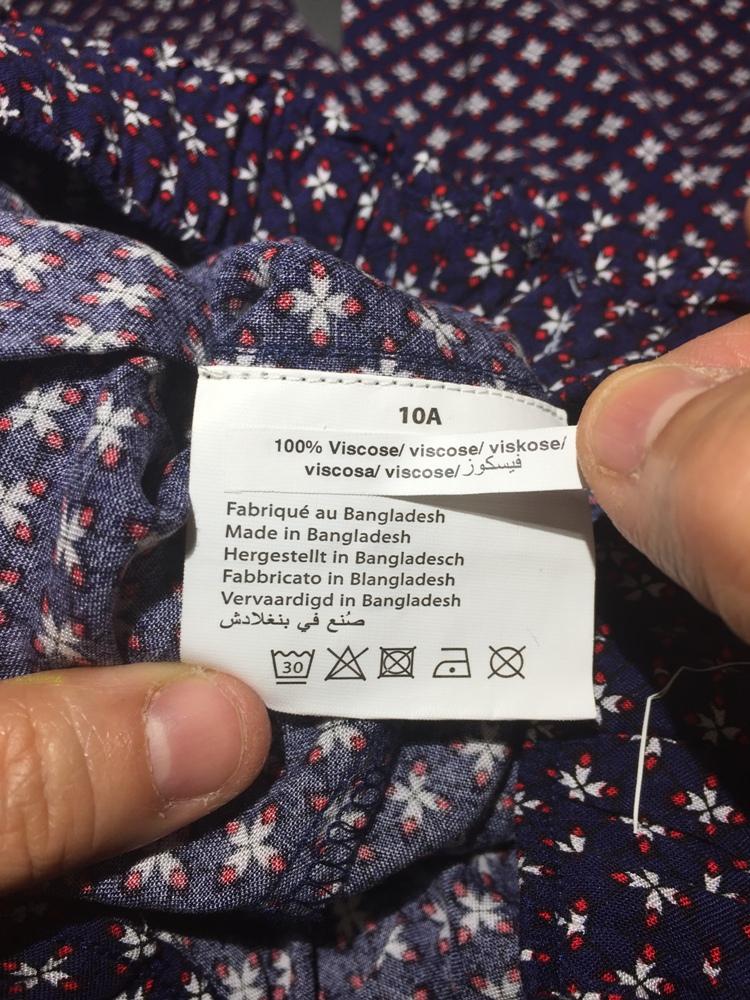 10A
100% Viscose/ viscose/ viskose/
viscosa/ viscose/ فيسكوز
Fabriqué au Bangladesh
Made in Bangladesh
Hergestellt in Bangladesch
Fabbricato in Blangladesh
Vervaardigd in Bangladesh
صُنع في بنغلادش
30